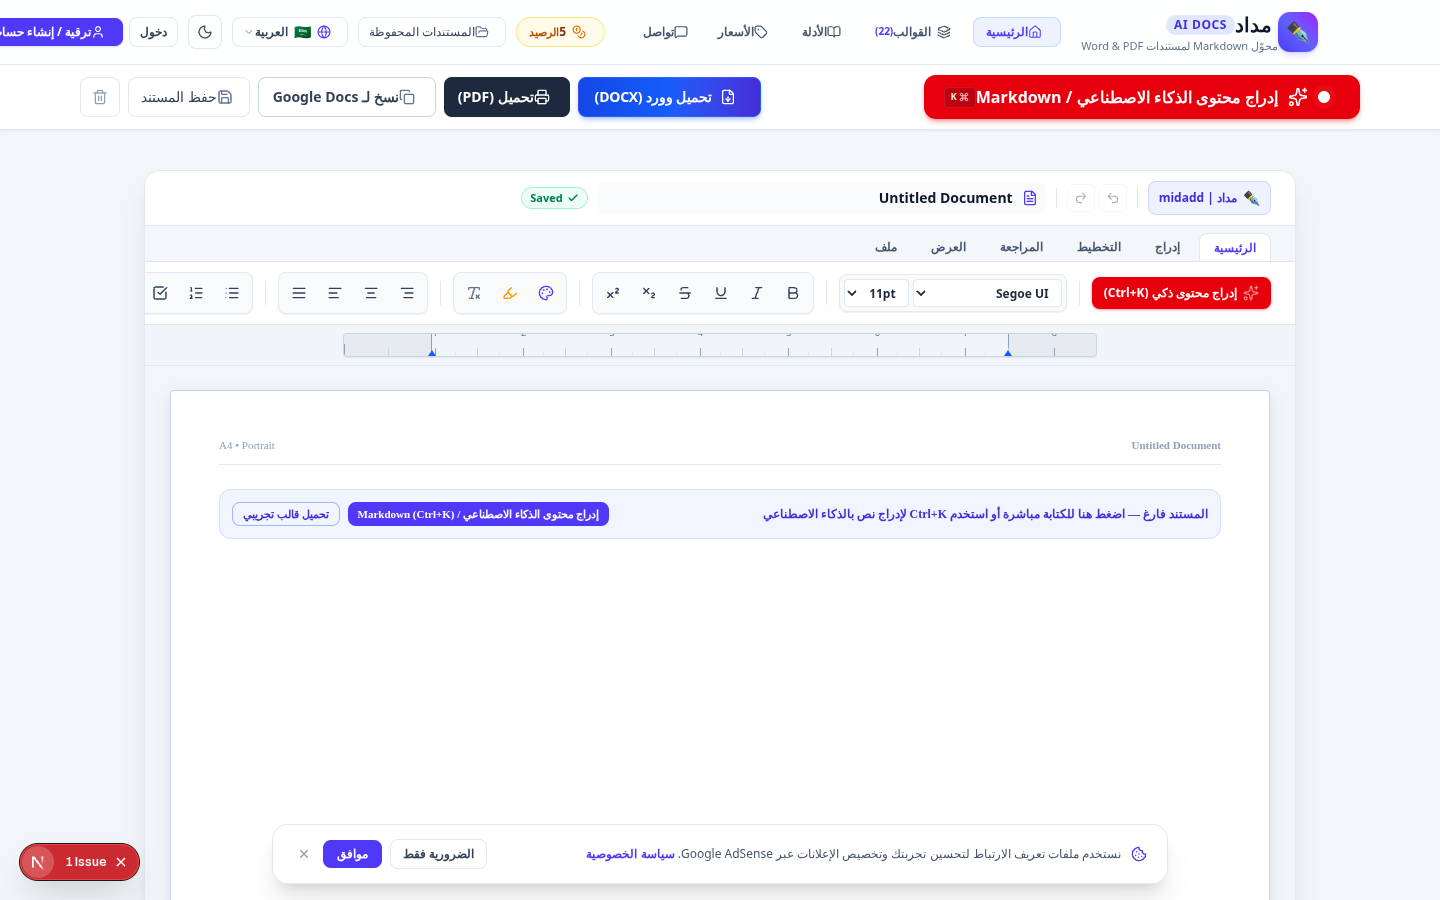 مداد AI DOCS
محوّل Markdown لمستندات Word & PDF
الرئيسية
القوالب (22)
الأدلة
الأسعار
تواصل
5 الرصيد
المستندات المحفوظة
العربية
دخول
ترقية / إنشاء حساب
إدراج محتوى الذكاء الاصطناعي / Markdown ⌘ K
تحميل وورد (DOCX)
تحميل (PDF)
نسخ لـ Google Docs
حفظ المستند
مداد | midadd
Untitled Document
Saved
الرئيسية
إدراج
التخطيط
المراجعة
العرض
ملف
إدراج محتوى ذكي (Ctrl+K)
Segoe UI
11pt
Untitled Document
A4 • Portrait
المستند فارغ — اضغط هنا للكتابة مباشرة أو استخدم Ctrl+K لإدراج نص بالذكاء الاصطناعي
إدراج محتوى الذكاء الاصطناعي / Markdown (Ctrl+K)
تحميل قالب تجريبي
نستخدم ملفات تعريف الارتباط لتحسين تجربتك وتخصيص الإعلانات عبر Google AdSense. سياسة الخصوصية
الضرورية فقط
موافق
1 Issue